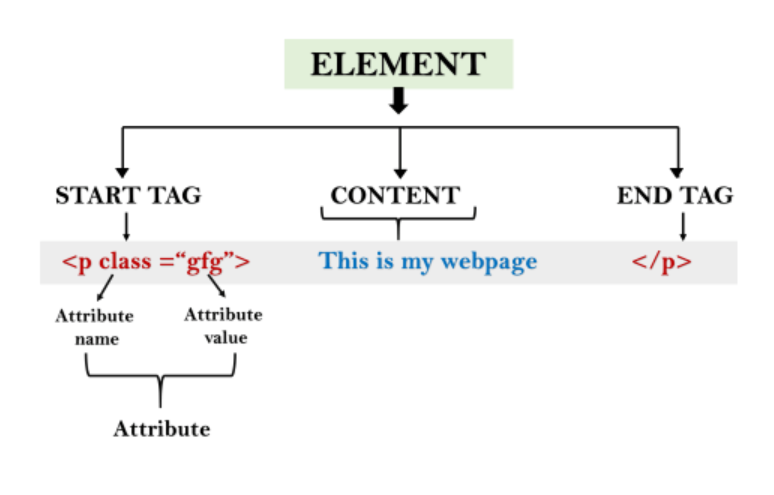 ELEMENT
START TAG
CONTENT
END TAG
<p class =“gfg”>
This is my webpage
</p>
Attribute
name
Attribute
value
Attribute